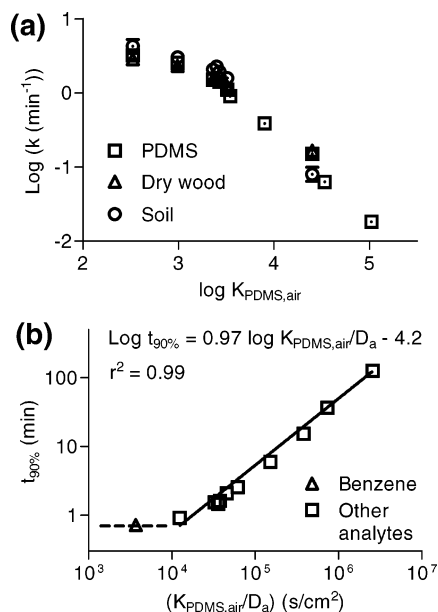 (a)
1
0
-1
-2
Log (k (min⁻¹))
PDMS
Dry wood
Soil
2 3 4 5
log K_PDMS,air
(b)
Log t₉₀% = 0.97 log K_PDMS,air/Dₐ - 4.2
r² = 0.99
100
10
1
t₉₀% (min)
Benzene
Other
analytes
10³ 10⁴ 10⁵ 10⁶ 10⁷
(K_PDMS,air/Dₐ) (s/cm²)